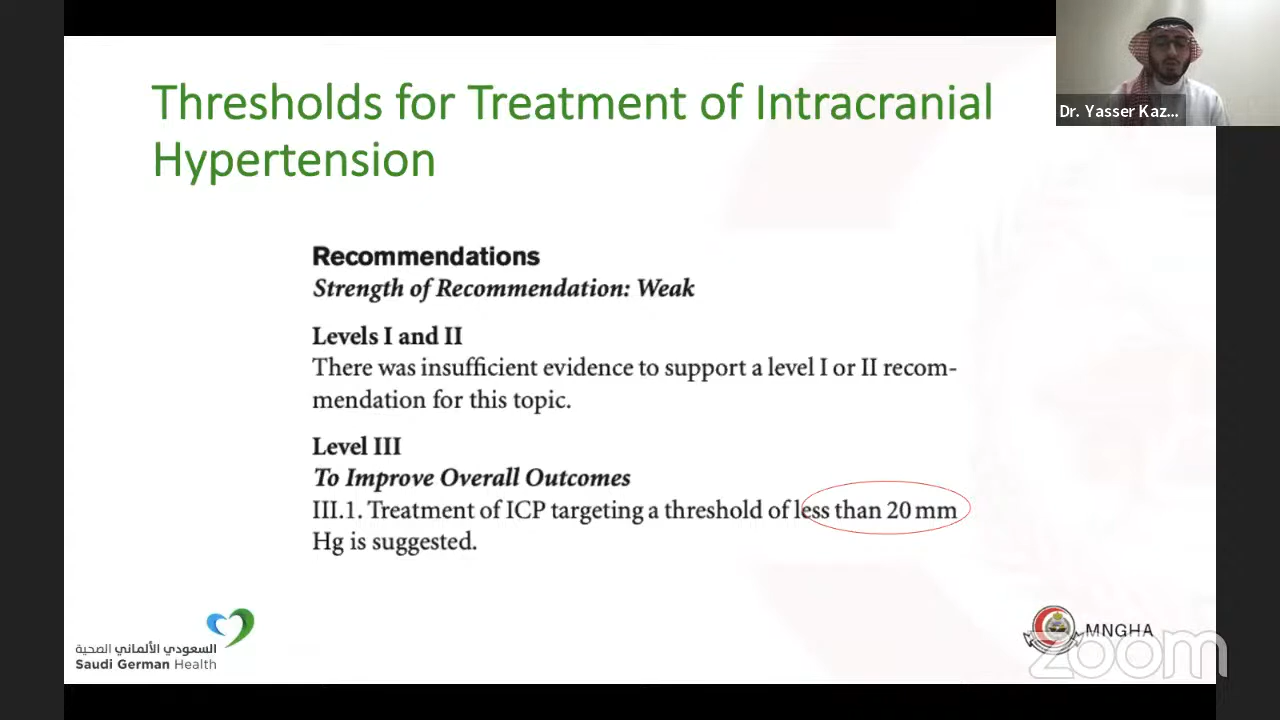 Thresholds for Treatment of Intracranial
Hypertension
Dr. Yasser Kaz...
Recommendations
Strength of Recommendation: Weak
Levels I and II
There was insufficient evidence to support a level I or II recom-
mendation for this topic.
Level III
To Improve Overall Outcomes
III.1. Treatment of ICP targeting a threshold of less than 20 mm
Hg is suggested.
السعودي الألماني الصحية
Saudi German Health
MNGHA
zoom